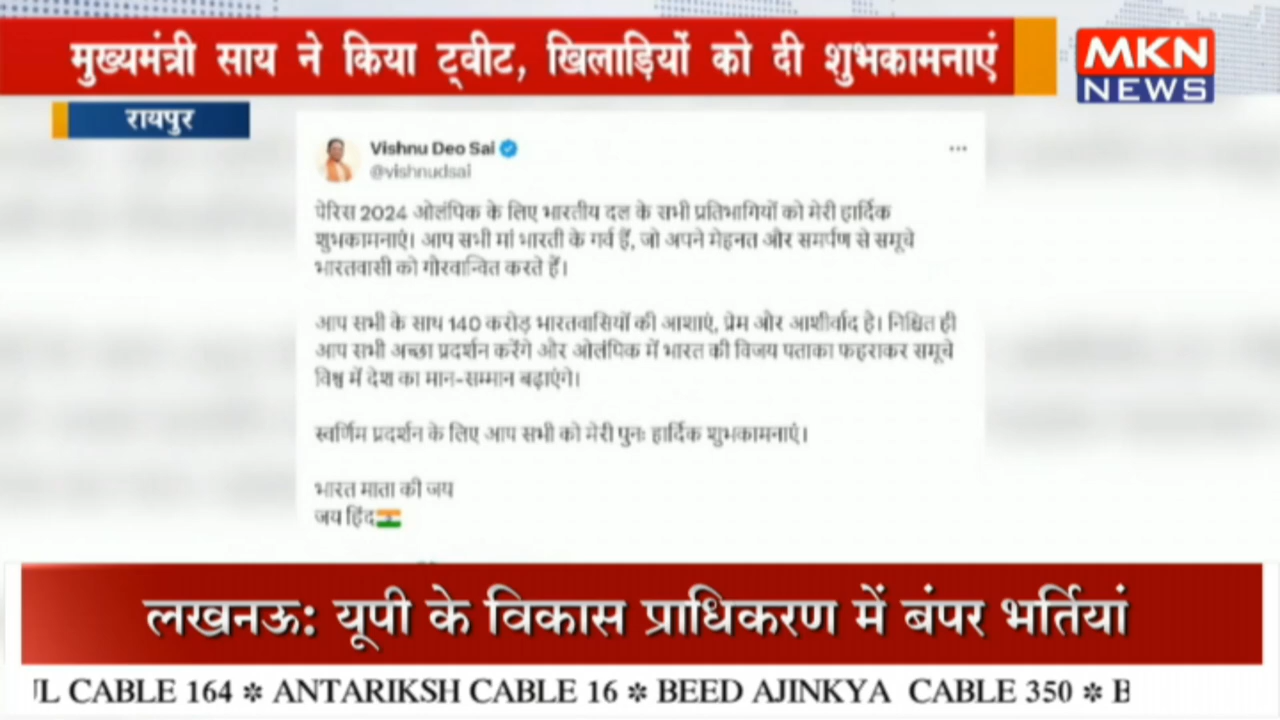 मुख्यमंत्री साय ने किया ट्वीट, खिलाड़ियों को दी शुभकामनाएं
MKN
NEWS
रायपुर
Vishnu Deo Sai
@vishnudsai
पेरिस 2024 ओलंपिक के लिए भारतीय दल के सभी प्रतिभागियों को मेरी हार्दिक
शुभकामनाएं। आप सभी मां भारती के गर्व हैं, जो अपने मेहनत और समर्पण से समूचे
भारतवासी को गौरवान्वित करते हैं।
आप सभी के साथ 140 करोड़ भारतवासियों की आशाएं, प्रेम और आशीर्वाद है। निश्चित ही
आप सभी अच्छा प्रदर्शन करेंगे और ओलंपिक में भारत की विजय पताका फहराकर समूचे
विश्व में देश का मान-सम्मान बढ़ाएंगे।
स्वर्णिम प्रदर्शन के लिए आप सभी को मेरी पुनः हार्दिक शुभकामनाएं।
भारत माता की जय
जय हिंद
लखनऊ: यूपी के विकास प्राधिकरण में बंपर भर्तियां
L CABLE 164 ✲ ANTARIKSH CABLE 16 ✲ BEED AJINKYA CABLE 350 ✲ B